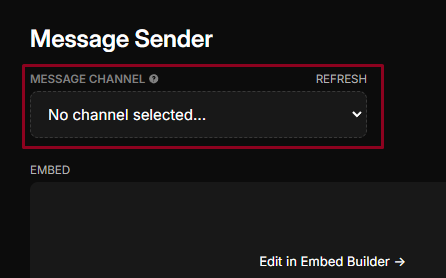 Message Sender
MESSAGE CHANNEL ? REFRESH
No channel selected...
EMBED
Edit in Embed Builder →